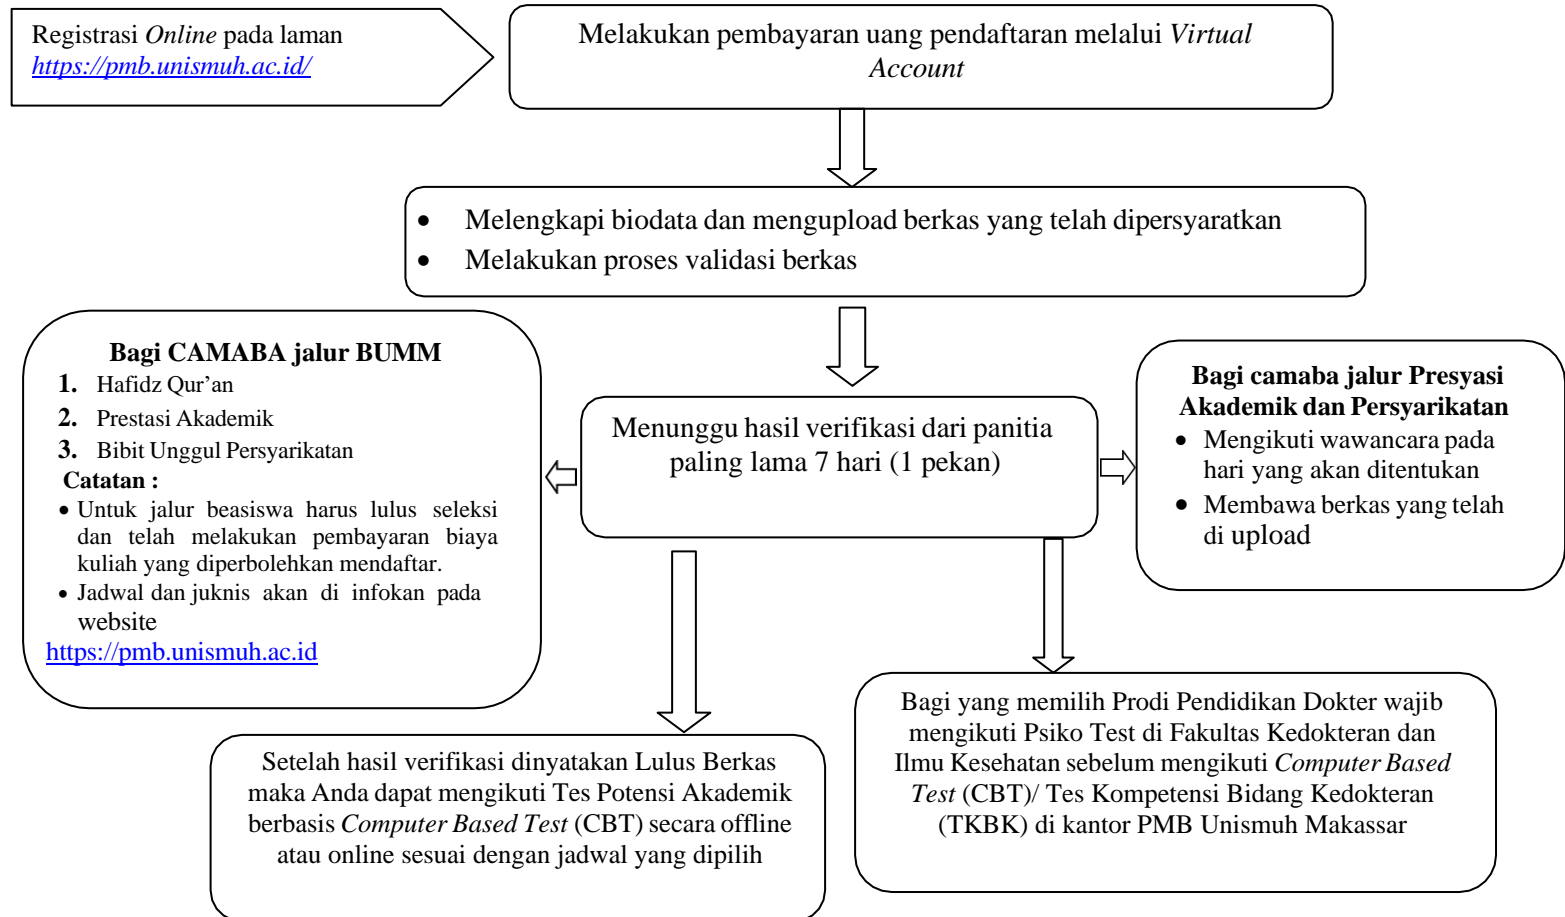 Registrasi Online pada laman
https://pmb.unismuh.ac.id/
Melakukan pembayaran uang pendaftaran melalui Virtual
Account
• Melengkapi biodata dan mengupload berkas yang telah dipersyaratkan
• Melakukan proses validasi berkas
Bagi CAMABA jalur BUMM
1. Hafidz Qur’an
2. Prestasi Akademik
3. Bibit Unggul Persyarikatan
Catatan :
• Untuk jalur beasiswa harus lulus seleksi
dan telah melakukan pembayaran biaya
kuliah yang diperbolehkan mendaftar.
• Jadwal dan juknis akan di infokan pada
website
https://pmb.unismuh.ac.id
Menunggu hasil verifikasi dari panitia
paling lama 7 hari (1 pekan)
Bagi camaba jalur Presyasi
Akademik dan Persyarikatan
• Mengikuti wawancara pada
hari yang akan ditentukan
• Membawa berkas yang telah
di upload
Setelah hasil verifikasi dinyatakan Lulus Berkas
maka Anda dapat mengikuti Tes Potensi Akademik
berbasis Computer Based Test (CBT) secara offline
atau online sesuai dengan jadwal yang dipilih
Bagi yang memilih Prodi Pendidikan Dokter wajib
mengikuti Psiko Test di Fakultas Kedokteran dan
Ilmu Kesehatan sebelum mengikuti Computer Based
Test (CBT)/ Tes Kompetensi Bidang Kedokteran
(TKBK) di kantor PMB Unismuh Makassar